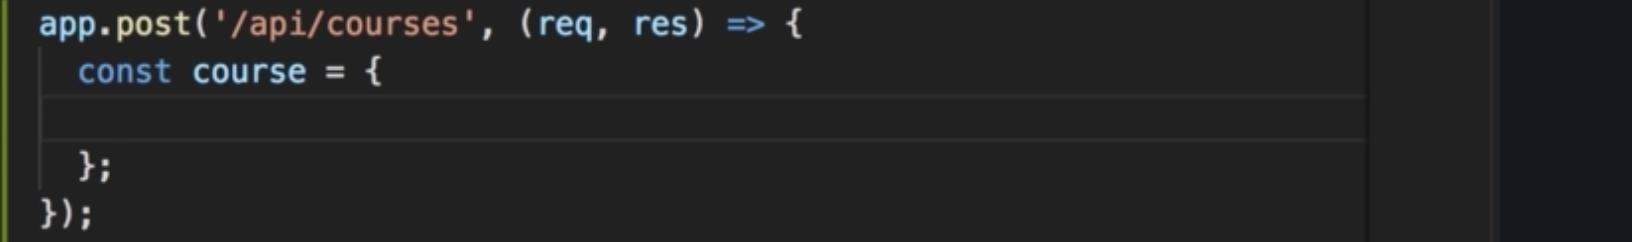 app.post('/api/courses', (req, res) => {
const course = {
};
});